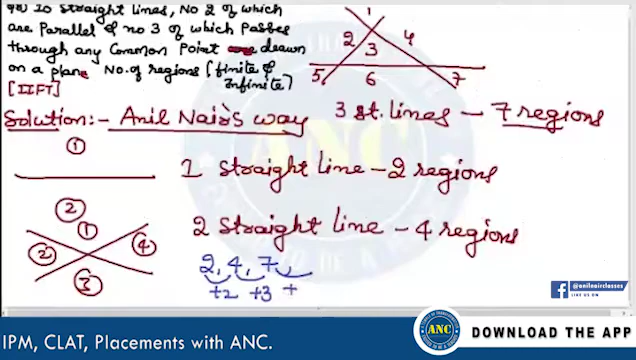 10 straight lines, No 2 of which
are Parallel & no 3 of which Passes
through any Common Point are drawn
on a plane No. of regions (finite &
Infinite)
[IIFT]
1
2
3
4
5
6
7
Solution:- Anil Nair's way
3 st. lines - 7 regions
①
1 Straight line - 2 regions
②
①
②
④
③
2 Straight line - 4 regions
2, 4, 7,
+2 +3 +
@anilnairclasses
LIKE US ON
IPM, CLAT, Placements with ANC.
ANC
DOWNLOAD THE APP